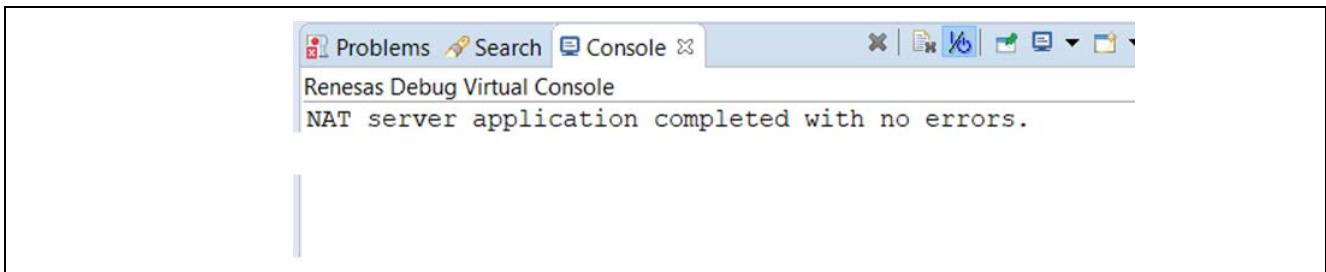 Problems Search Console
Renesas Debug Virtual Console
NAT server application completed with no errors.